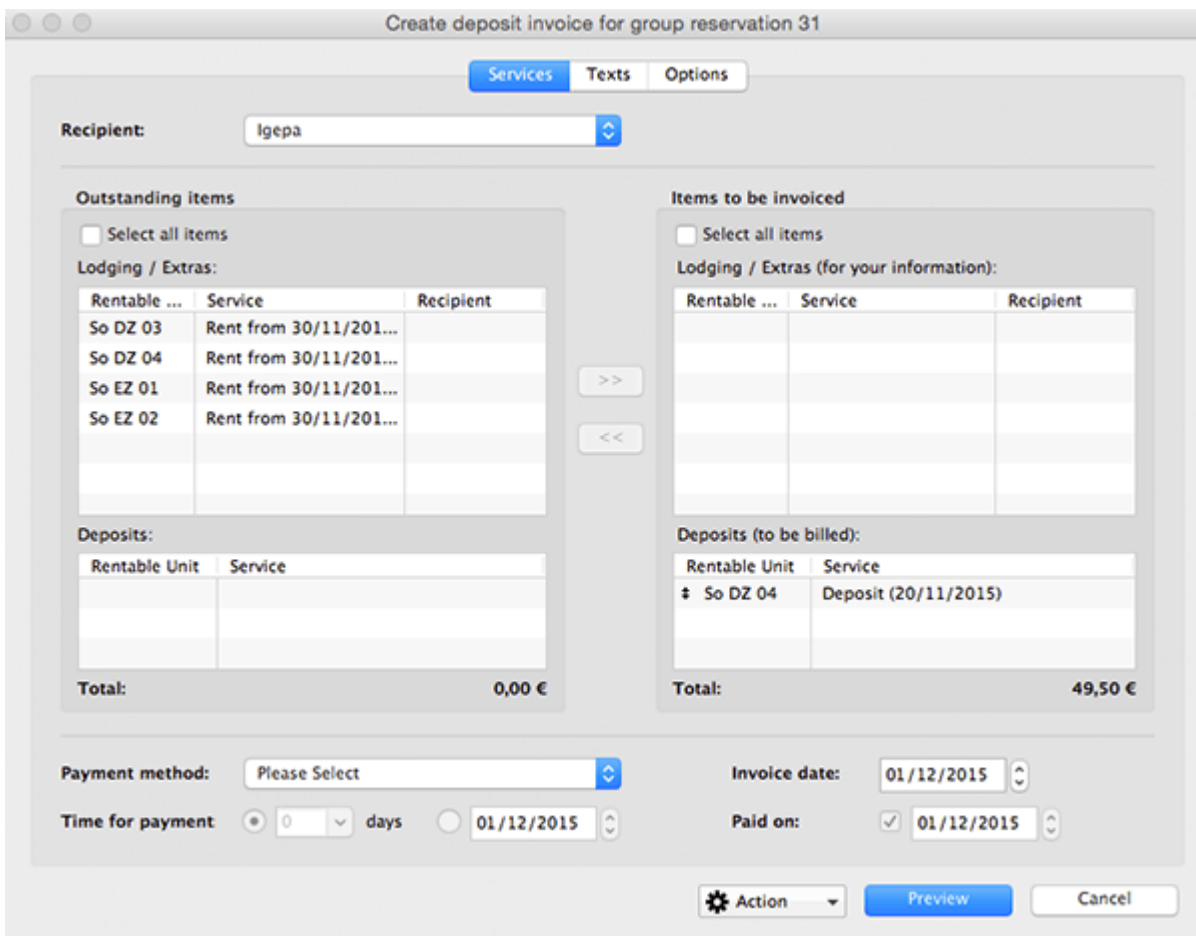 Create deposit invoice for group reservation 31
Services Texts Options
Recipient: Igepa
Outstanding items
Select all items
Lodging / Extras:
Rentable ... Service Recipient
So DZ 03 Rent from 30/11/201...
So DZ 04 Rent from 30/11/201...
So EZ 01 Rent from 30/11/201...
So EZ 02 Rent from 30/11/201...
Deposits:
Rentable Unit Service
Total: 0,00 €
>>
<<
Items to be invoiced
Select all items
Lodging / Extras (for your information):
Rentable ... Service Recipient
Deposits (to be billed):
Rentable Unit Service
So DZ 04 Deposit (20/11/2015)
Total: 49,50 €
Payment method: Please Select
Invoice date: 01/12/2015
Time for payment 0 days 01/12/2015
Paid on: 01/12/2015
Action Preview Cancel